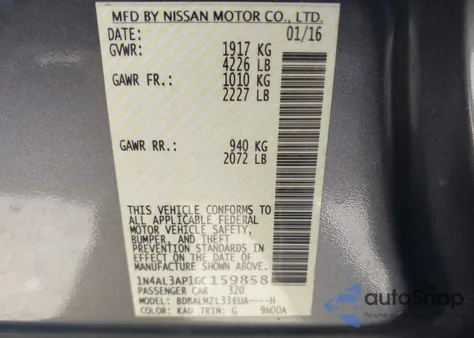 MFD BY NISSAN MOTOR CO., LTD.
DATE: 01/16
GVWR: 1917 KG
4226 LB
GAWR FR.: 1010 KG
2227 LB
GAWR RR.: 940 KG
2072 LB
THIS VEHICLE CONFORMS TO
ALL APPLICABLE FEDERAL
MOTOR VEHICLE SAFETY,
BUMPER, AND THEFT
PREVENTION STANDARDS
IN EFFECT ON THE DATE OF
MANUFACTURE SHOWN ABOVE.
1N4AL3AP1GC159858
PASSENGER CAR 320
MODEL: BDBALMZL33EUA----H
COLOR: KAD TRIM: G 9N00A
autoSnap